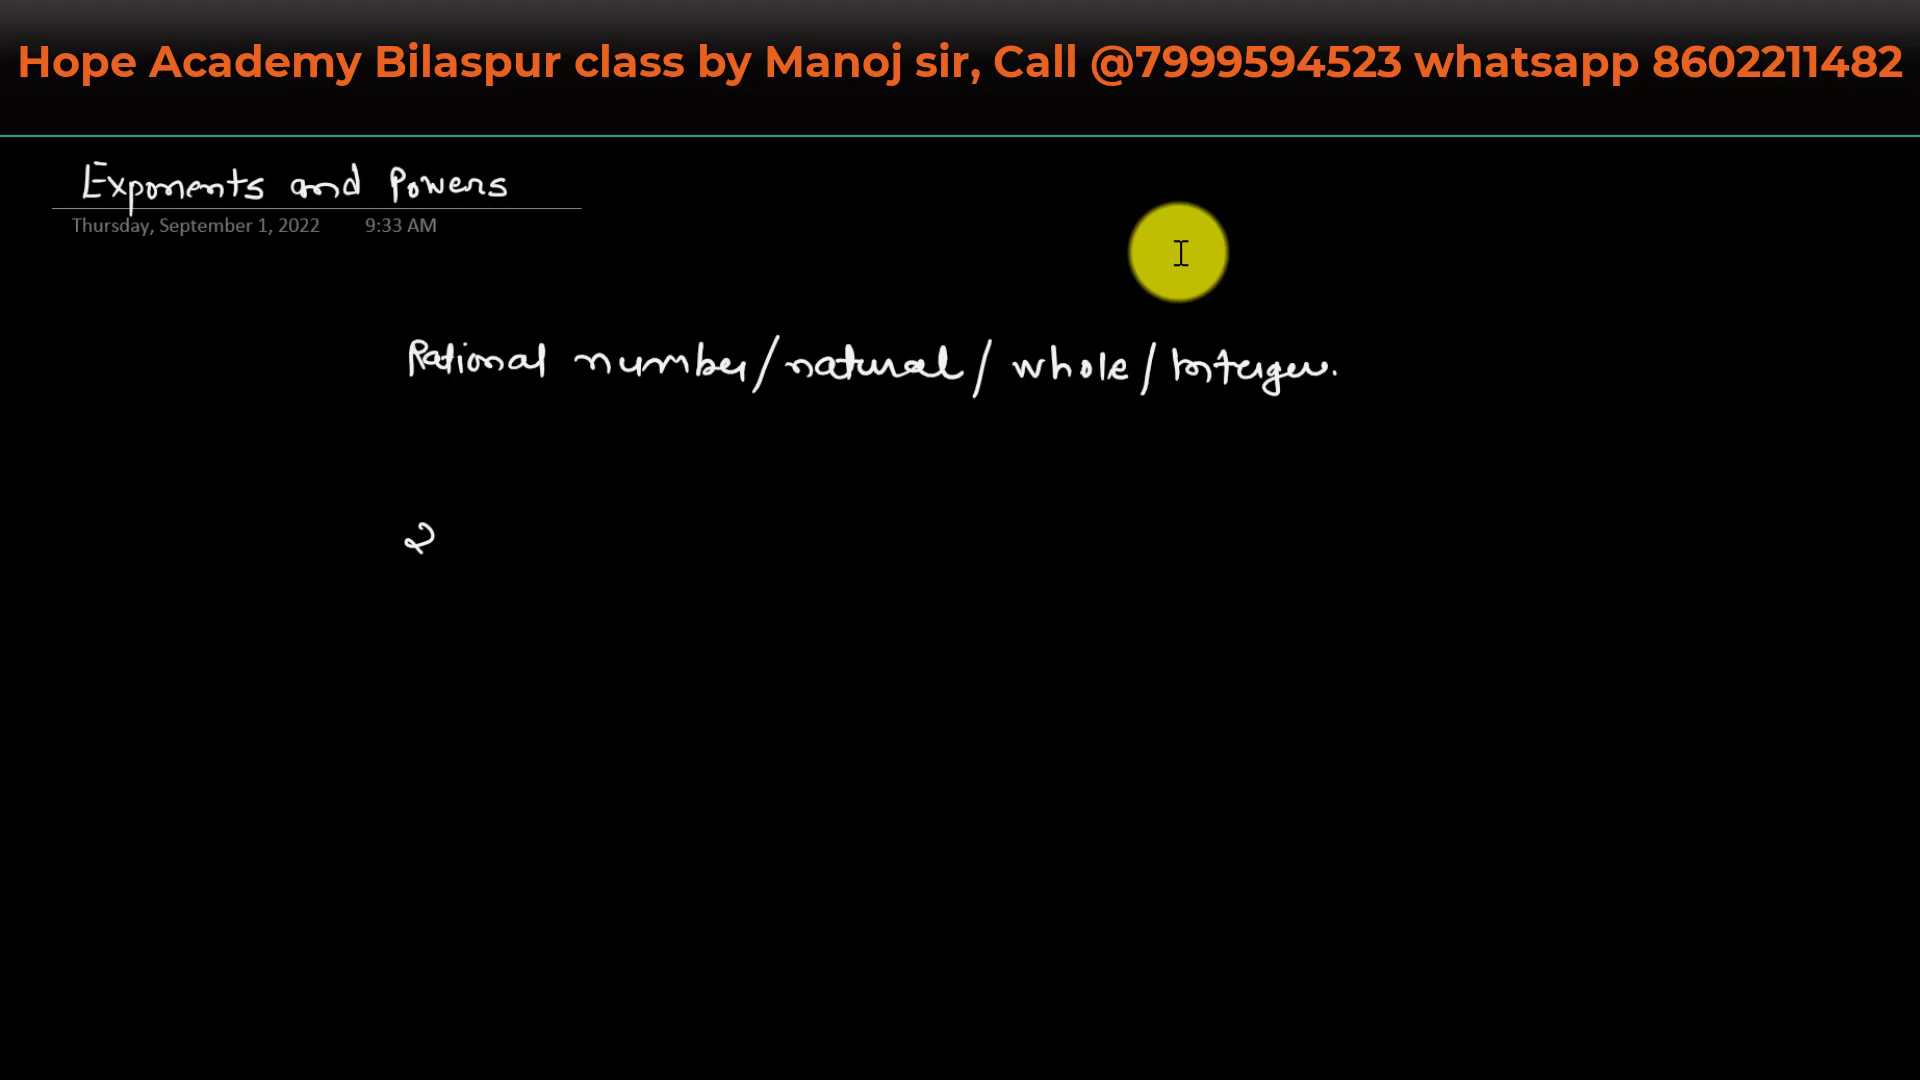 Hope Academy Bilaspur class by Manoj sir, Call @7999594523 whatsapp 8602211482
Exponents and Powers
Thursday, September 1, 2022 9:33 AM
Rational number/natural/whole/Interger.
2